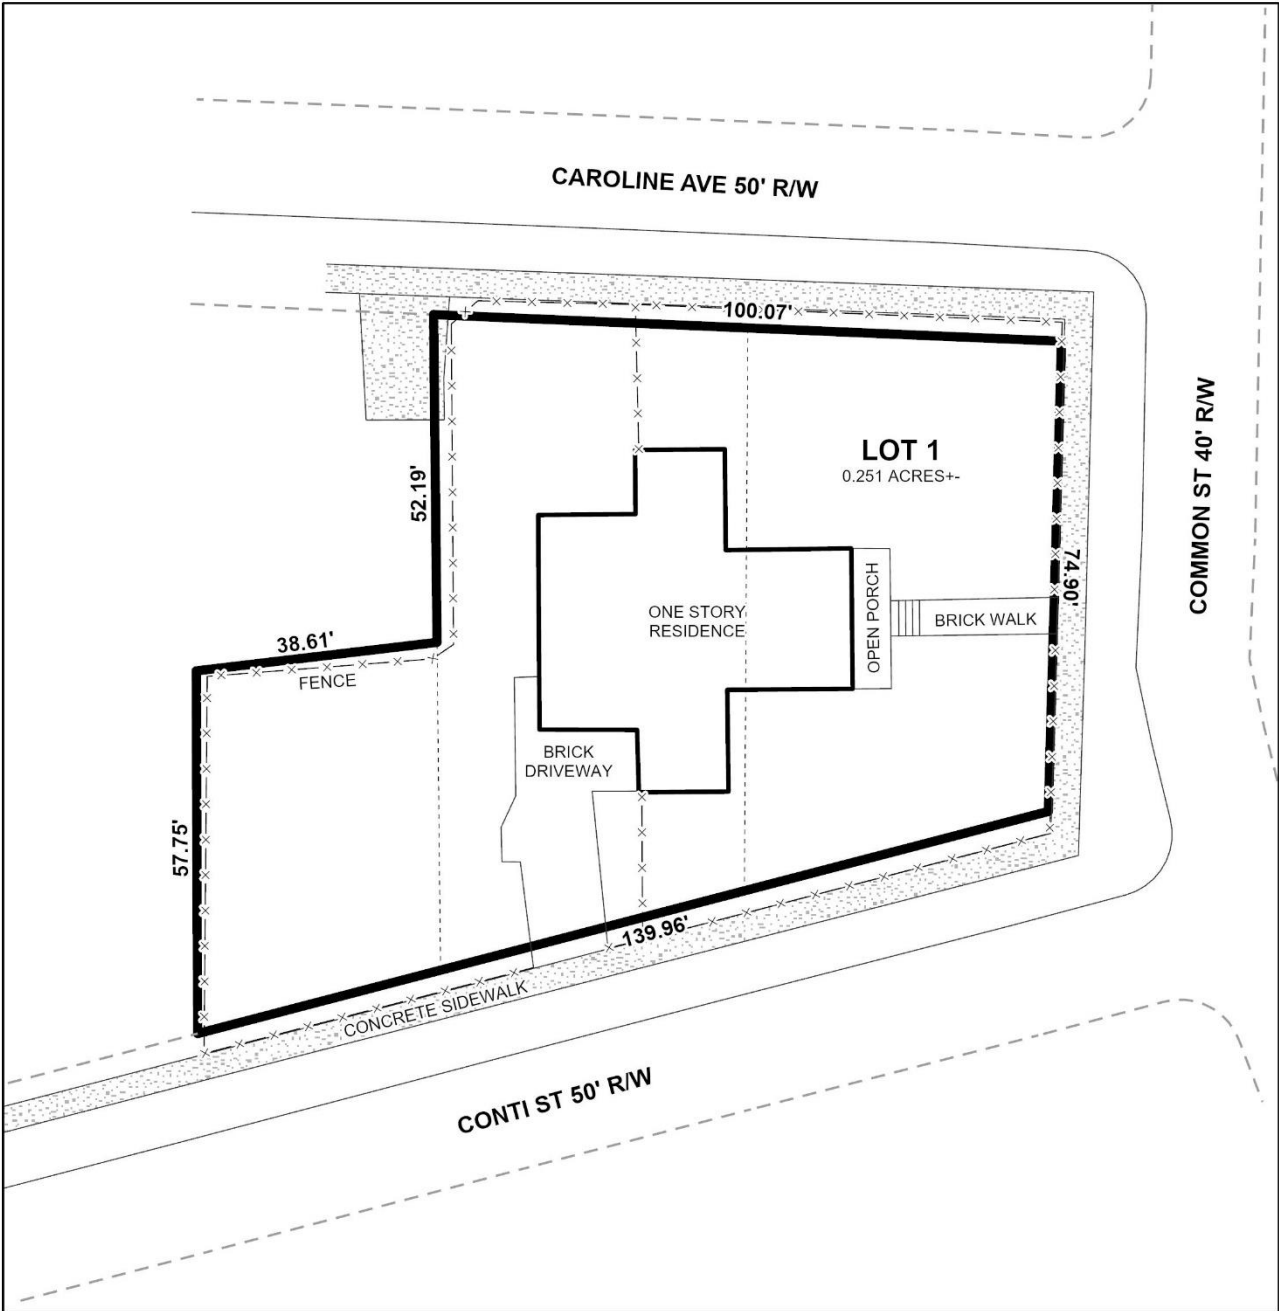 CAROLINE AVE 50' R/W
100.07'
COMMON ST 40' R/W
LOT 1
0.251 ACRES+-
52.19'
74.90'
OPEN PORCH
BRICK WALK
ONE STORY
RESIDENCE
38.61'
FENCE
BRICK
DRIVEWAY
57.75'
139.96'
CONCRETE SIDEWALK
CONTI ST 50' R/W